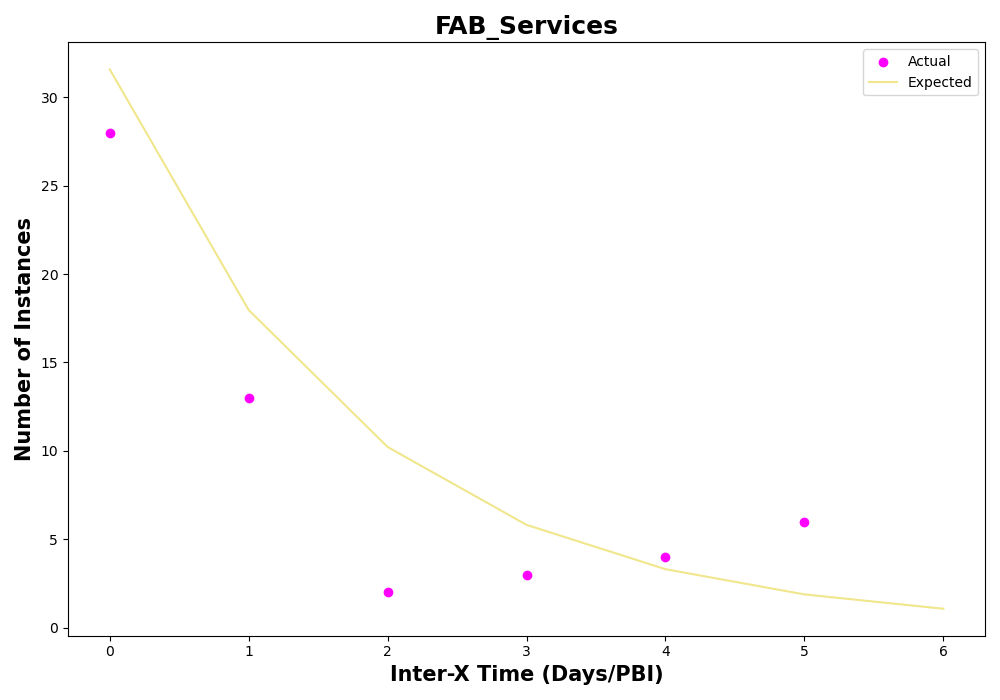 FAB_Services
Actual
Expected
Number of Instances
30
25
20
15
10
5
0
0 1 2 3 4 5 6
Inter-X Time (Days/PBI)